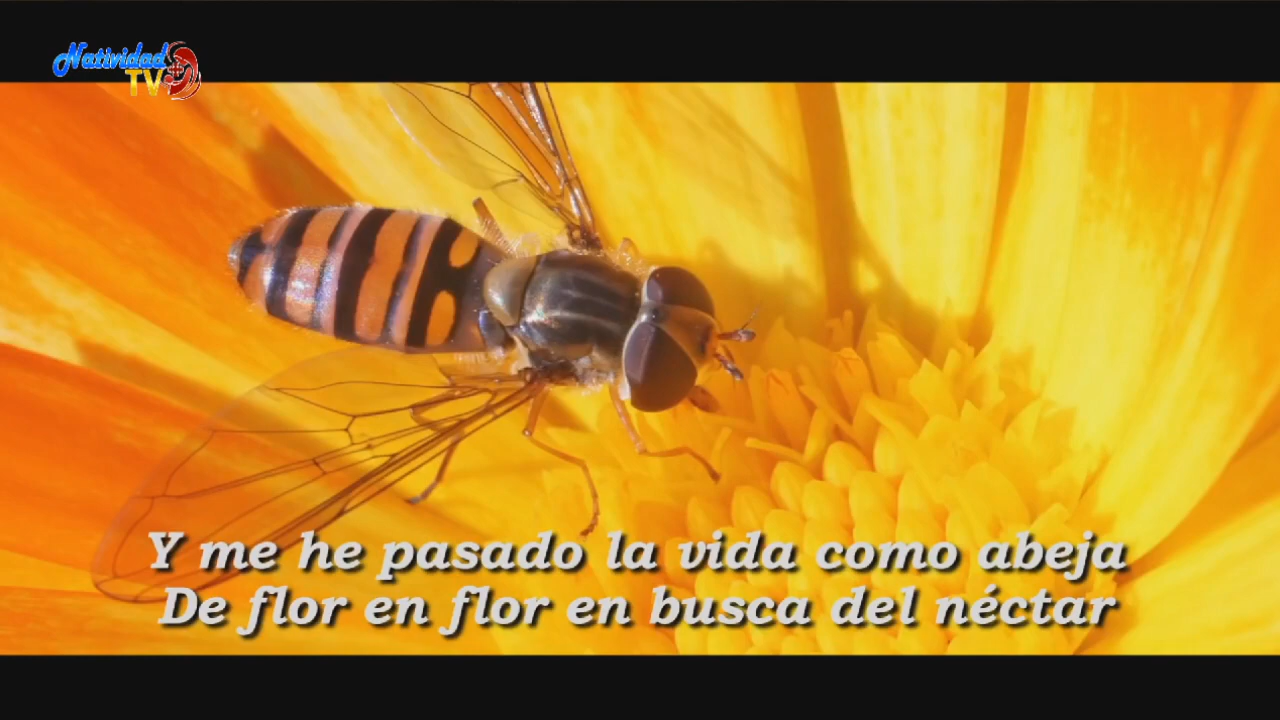 Natividad
TV
Y me he pasado la vida como abeja
De flor en flor en busca del néctar